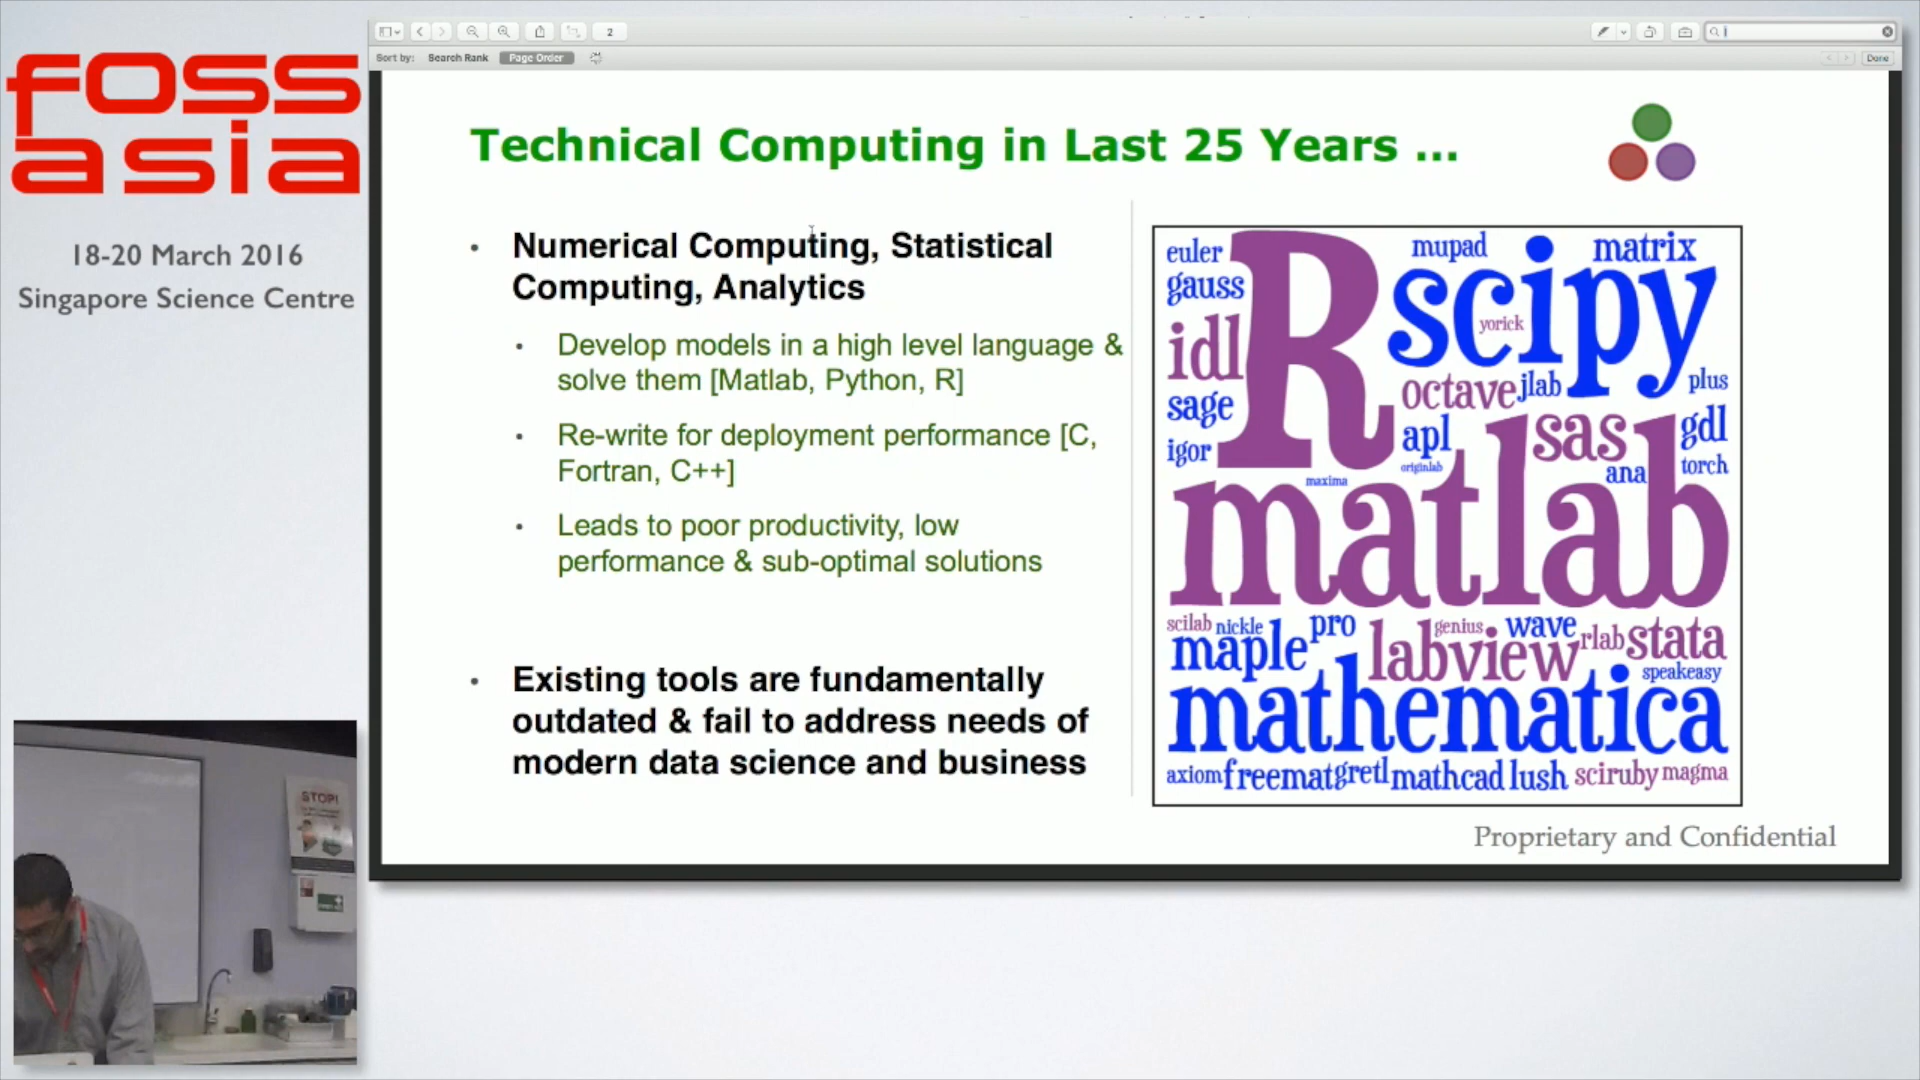 foss
asia
18-20 March 2016
Singapore Science Centre
2
Sort by: Search Rank Page Order
Done
Technical Computing in Last 25 Years ...
• Numerical Computing, Statistical
Computing, Analytics
• Develop models in a high level language &
solve them [Matlab, Python, R]
• Re-write for deployment performance [C,
Fortran, C++]
• Leads to poor productivity, low
performance & sub-optimal solutions
• Existing tools are fundamentally
outdated & fail to address needs of
modern data science and business
euler
R
mupad
matrix
gauss
scipy
yorick
idl
octave
jlab
plus
sage
apl
sas
gdl
igor
originlab
ana
torch
maxima
matlab
scilab
nickle
pro
genius
wave
rlab
stata
maple
labview
speakeasy
mathematica
axiom
freemat
gretl
mathcad
lush
sciruby
magma
Proprietary and Confidential
STOP!